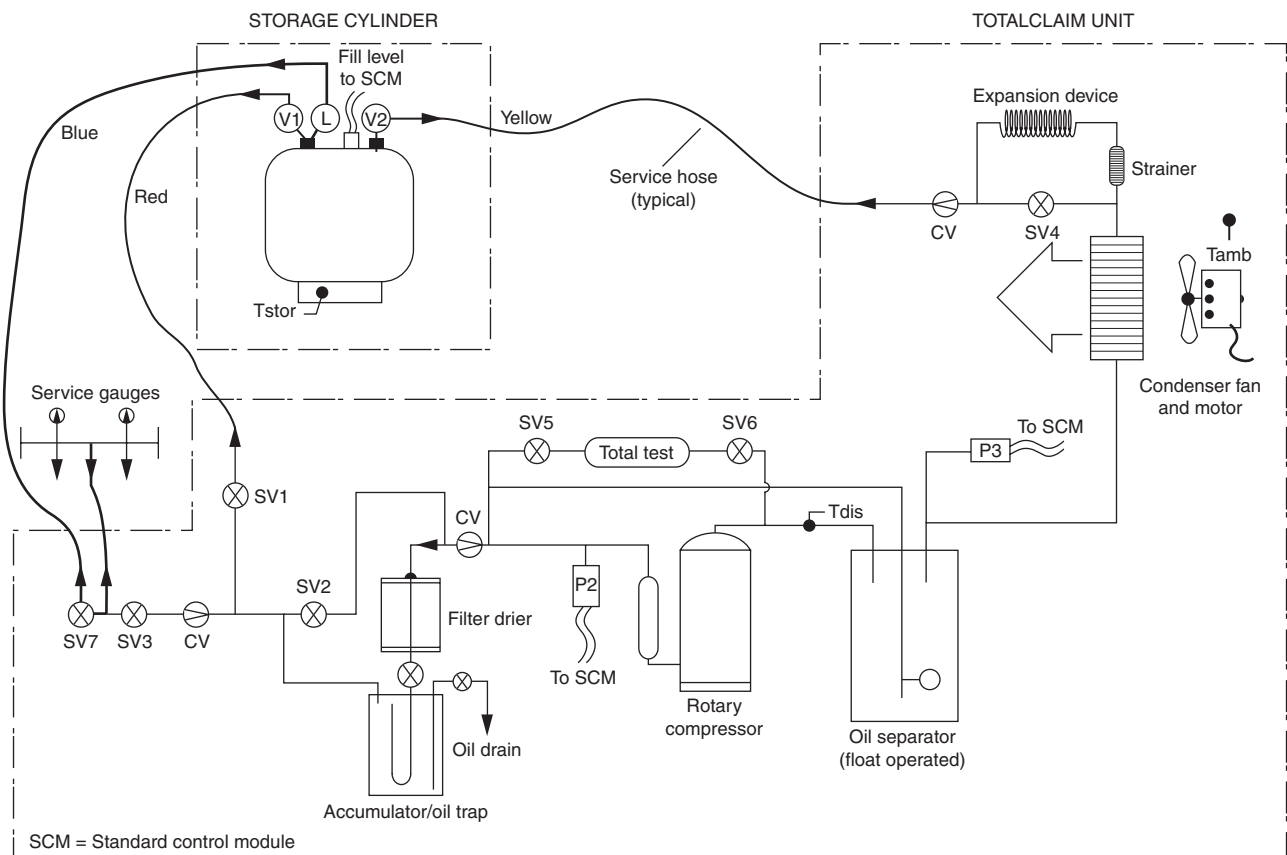 STORAGE CYLINDER
TOTALCLAIM UNIT
Fill level
to SCM
V1
L
V2
Yellow
Blue
Red
Expansion device
Strainer
Service hose
(typical)
CV
SV4
Tamb
Tstor
Condenser fan
and motor
Service gauges
SV1
SV5
Total test
SV6
To SCM
P3
CV
Tdis
SV2
P2
Filter drier
SV7
SV3
CV
To SCM
Rotary
compressor
Oil separator
(float operated)
Oil drain
Accumulator/oil trap
SCM = Standard control module